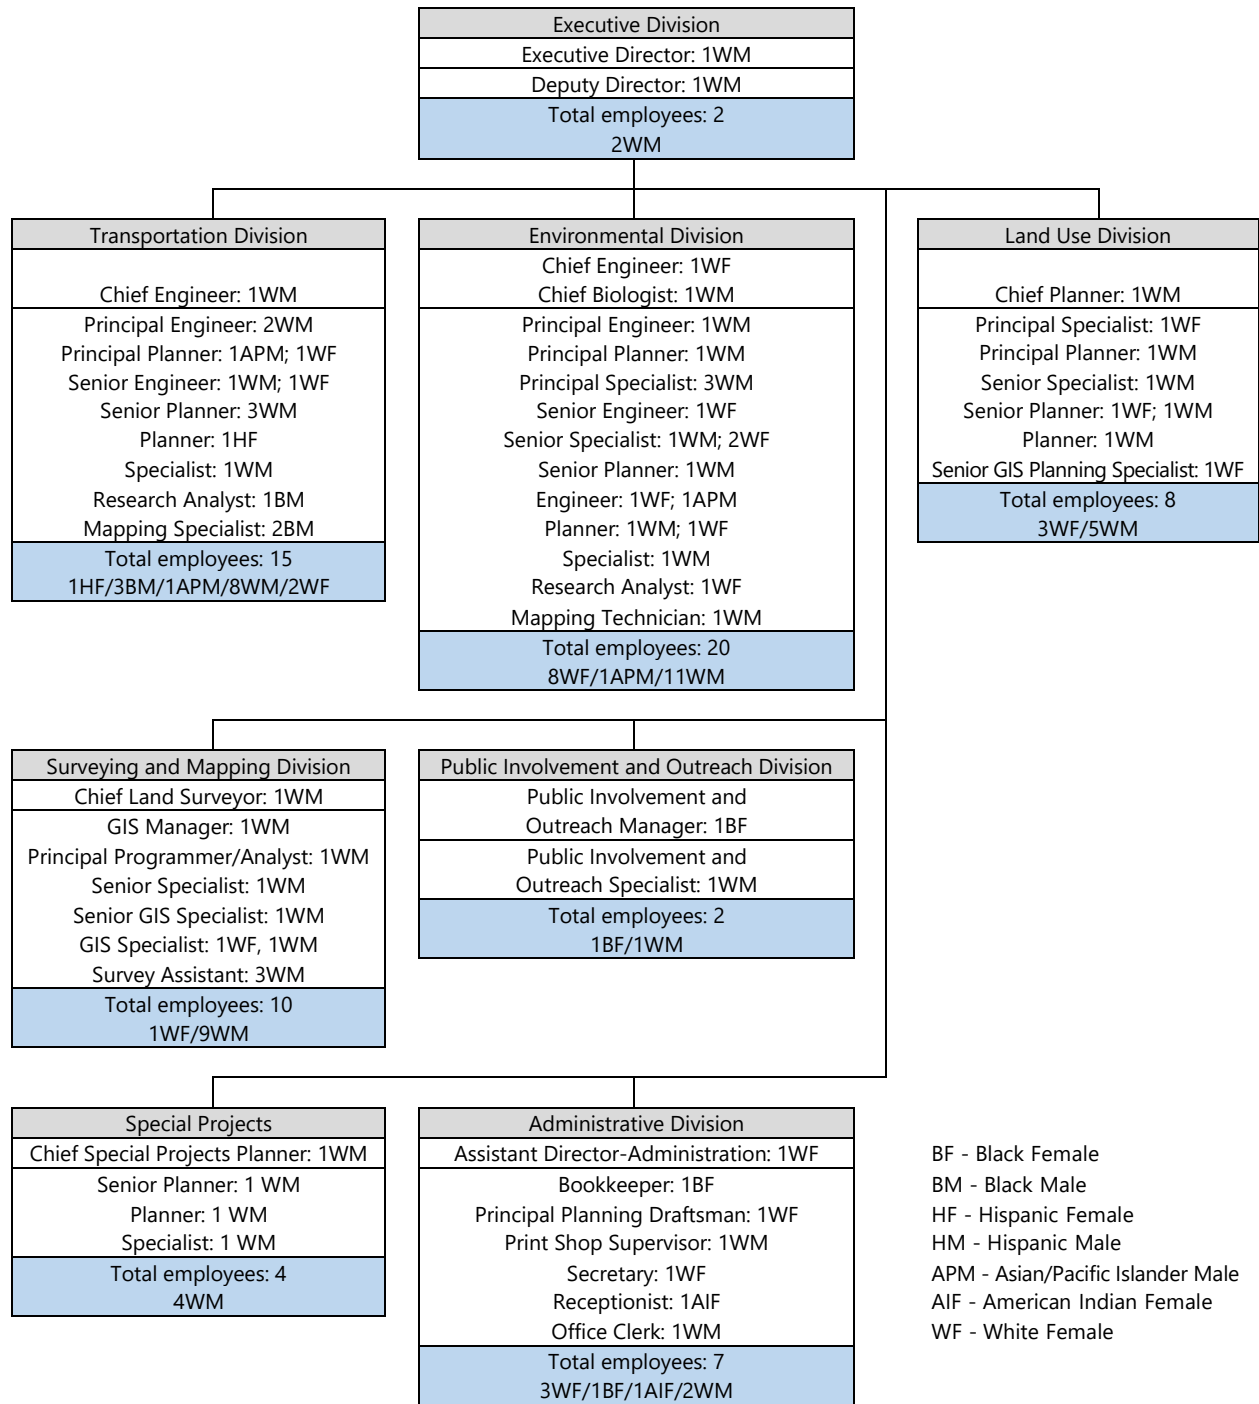 Executive Division
Executive Director: 1WM
Deputy Director: 1WM
Total employees: 2
2WM
Transportation Division
Chief Engineer: 1WM
Principal Engineer: 2WM
Principal Planner: 1APM; 1WF
Senior Engineer: 1WM; 1WF
Senior Planner: 3WM
Planner: 1HF
Specialist: 1WM
Research Analyst: 1BM
Mapping Specialist: 2BM
Total employees: 15
1HF/3BM/1APM/8WM/2WF
Environmental Division
Chief Engineer: 1WF
Chief Biologist: 1WM
Principal Engineer: 1WM
Principal Planner: 1WM
Principal Specialist: 3WM
Senior Engineer: 1WF
Senior Specialist: 1WM; 2WF
Senior Planner: 1WM
Engineer: 1WF; 1APM
Planner: 1WM; 1WF
Specialist: 1WM
Research Analyst: 1WF
Mapping Technician: 1WM
Total employees: 20
8WF/1APM/11WM
Land Use Division
Chief Planner: 1WM
Principal Specialist: 1WF
Principal Planner: 1WM
Senior Specialist: 1WM
Senior Planner: 1WF; 1WM
Planner: 1WM
Senior GIS Planning Specialist: 1WF
Total employees: 8
3WF/5WM
Surveying and Mapping Division
Chief Land Surveyor: 1WM
GIS Manager: 1WM
Principal Programmer/Analyst: 1WM
Senior Specialist: 1WM
Senior GIS Specialist: 1WM
GIS Specialist: 1WF, 1WM
Survey Assistant: 3WM
Total employees: 10
1WF/9WM
Public Involvement and Outreach Division
Public Involvement and
Outreach Manager: 1BF
Public Involvement and
Outreach Specialist: 1WM
Total employees: 2
1BF/1WM
Special Projects
Chief Special Projects Planner: 1WM
Senior Planner: 1 WM
Planner: 1 WM
Specialist: 1 WM
Total employees: 4
4WM
Administrative Division
Assistant Director-Administration: 1WF
Bookkeeper: 1BF
Principal Planning Draftsman: 1WF
Print Shop Supervisor: 1WM
Secretary: 1WF
Receptionist: 1AIF
Office Clerk: 1WM
Total employees: 7
3WF/1BF/1AIF/2WM
BF - Black Female
BM - Black Male
HF - Hispanic Female
HM - Hispanic Male
APM - Asian/Pacific Islander Male
AIF - American Indian Female
WF - White Female